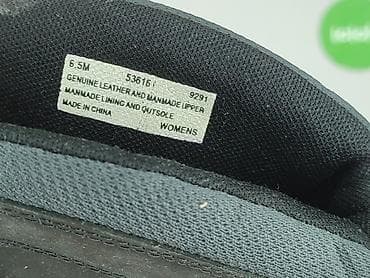 6.5M 53616 9291
GENUINE LEATHER AND MANMADE UPPER
MANMADE LINING AND OUTSOLE
MADE IN CHINA WOMENS